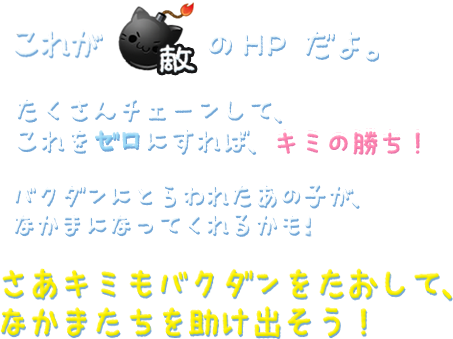 これが 敵 のHP だよ。
たくさんチェーンして、
これをゼロにすれば、キミの勝ち！
バクダンにとらわれたあの子が、
なかまになってくれるかも!
さあキミもバクダンをたおして、
なかまたちを助け出そう！